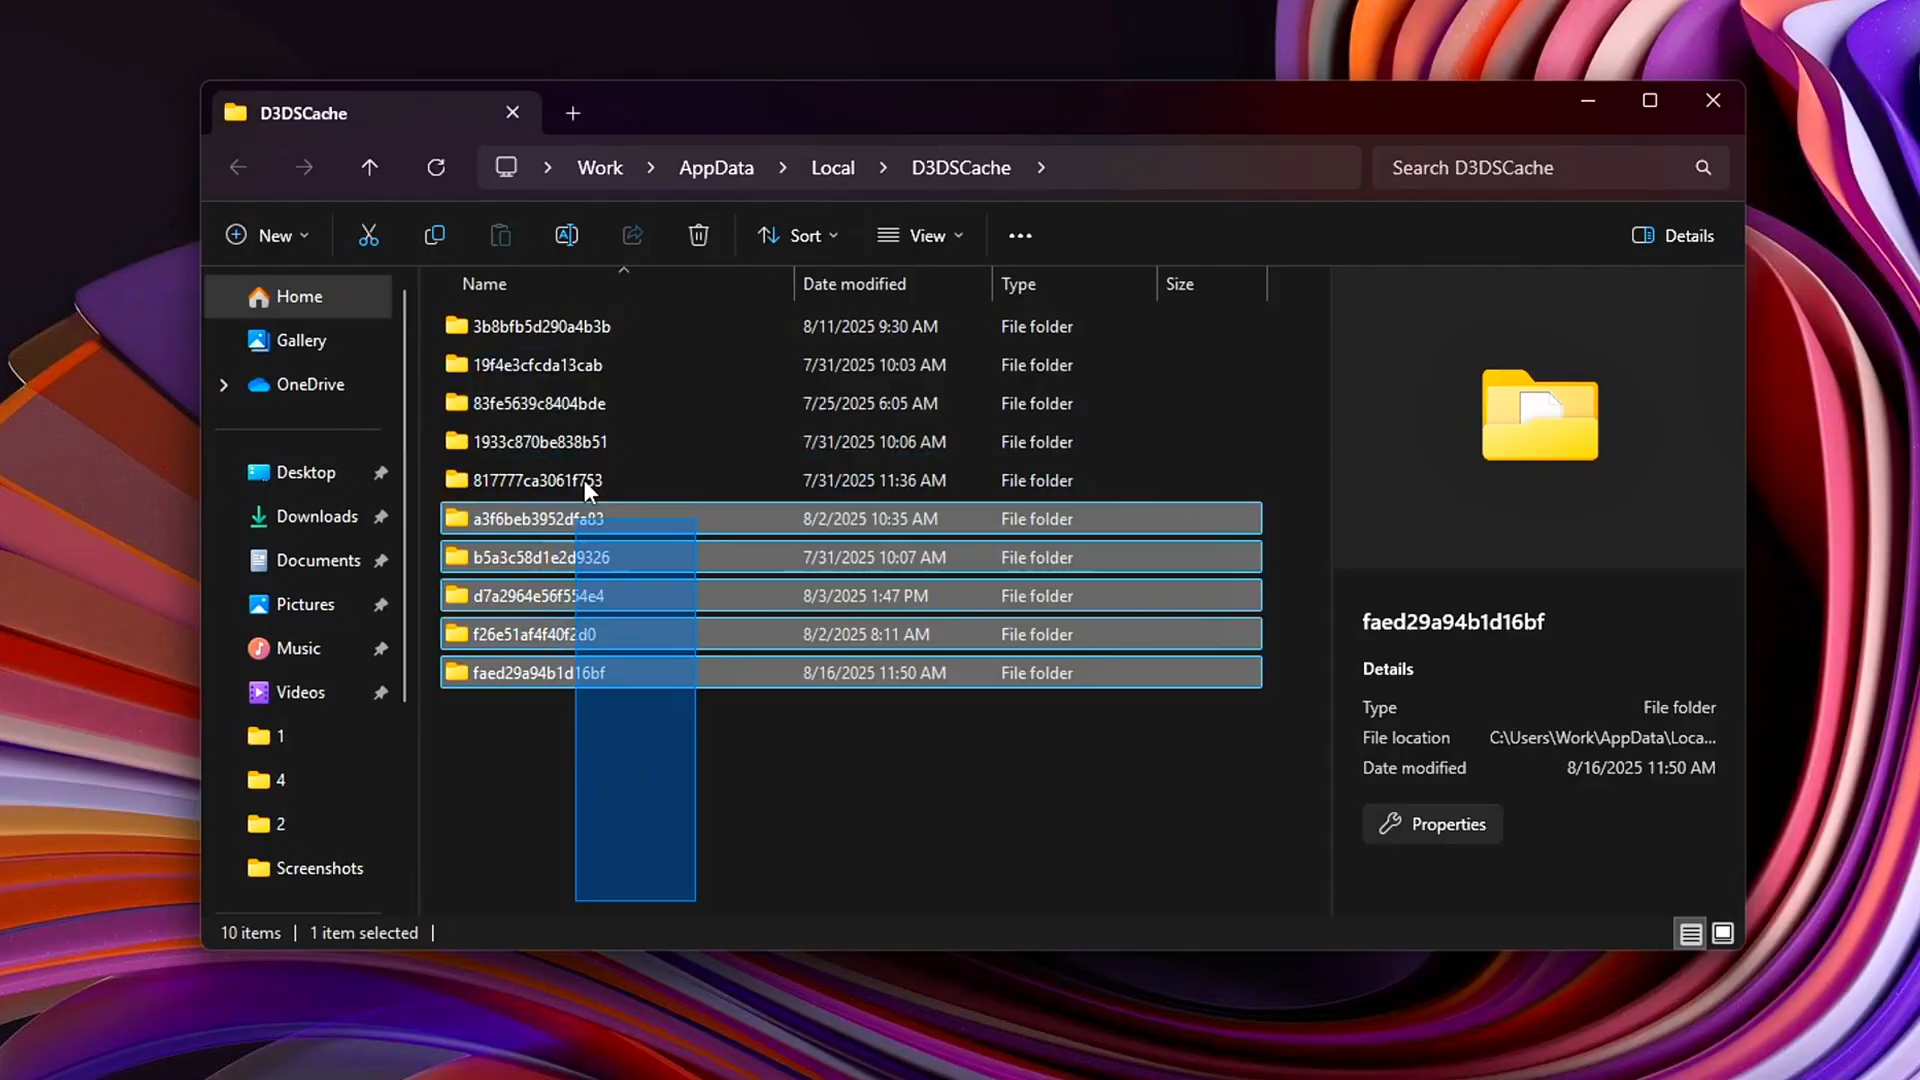 D3DSCache
Work AppData Local D3DSCache
Search D3DSCache
New
Sort
View
Details
Home
Gallery
OneDrive
Desktop
Downloads
Documents
Pictures
Music
Videos
1
4
2
Screenshots
Name Date modified Type Size
3b8bfb5d290a4b3b 8/11/2025 9:30 AM File folder
19f4e3cfcda13cab 7/31/2025 10:03 AM File folder
83fe5639c8404bde 7/25/2025 6:05 AM File folder
1933c870be838b51 7/31/2025 10:06 AM File folder
817777ca3061f753 7/31/2025 11:36 AM File folder
a3f6beb3952dfa83 8/2/2025 10:35 AM File folder
b5a3c58d1e2d9326 7/31/2025 10:07 AM File folder
d7a2964e56f554e4 8/3/2025 1:47 PM File folder
f26e51af4f40f2d0 8/2/2025 8:11 AM File folder
faed29a94b1d16bf 8/16/2025 11:50 AM File folder
faed29a94b1d16bf
Details
Type File folder
File location C:\Users\Work\AppData\Loca...
Date modified 8/16/2025 11:50 AM
Properties
10 items | 1 item selected |